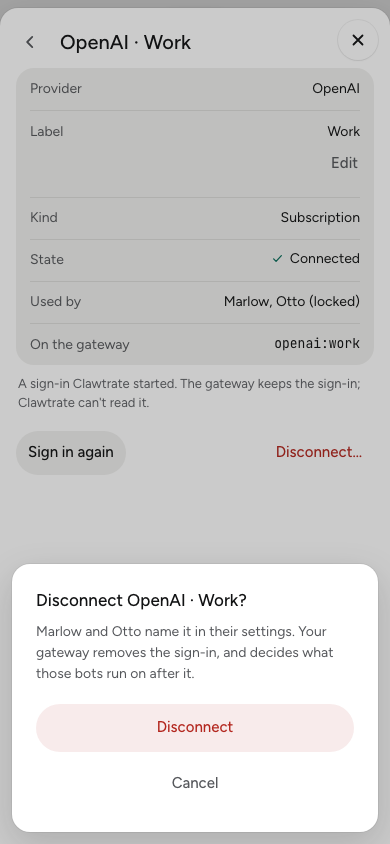 OpenAI · Work
Provider OpenAI
Label Work
Edit
Kind Subscription
State Connected
Used by Marlow, Otto (locked)
On the gateway openai:work
A sign-in Clawtrate started. The gateway keeps the sign-in;
Clawtrate can't read it.
Sign in again Disconnect...
Disconnect OpenAI · Work?
Marlow and Otto name it in their settings. Your
gateway removes the sign-in, and decides what
those bots run on after it.
Disconnect
Cancel